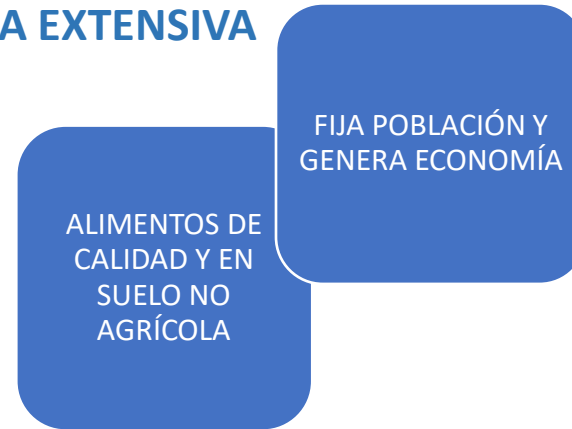 A EXTENSIVA
FIJA POBLACIÓN Y
GENERA ECONOMÍA
ALIMENTOS DE
CALIDAD Y EN
SUELO NO
AGRÍCOLA